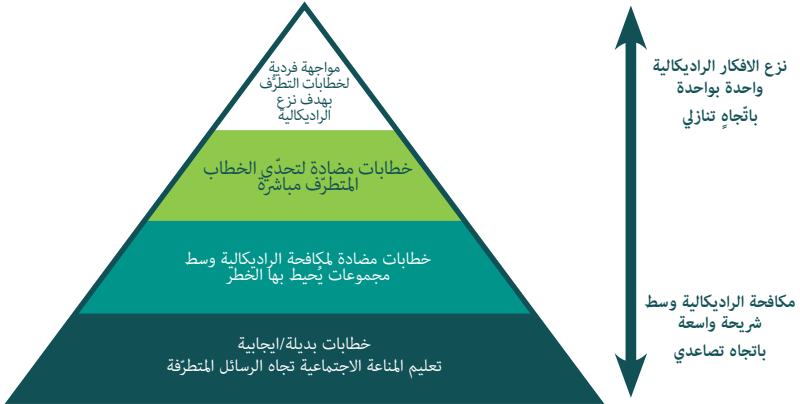 مواجهة فردية
لخطابات التطرّف
بهدف نزع
الراديكالية
خطابات مضادة لتحدّي الخطاب
المتطرّف مباشرة
خطابات مضادة لمكافحة الراديكالية وسط
مجموعات يُحيط بها الخطر
خطابات بديلة/ايجابية
تعليم المناعة الاجتماعية تجاه الرسائل المتطرّفة
نزع الافكار الراديكالية
واحدة بواحدة
باتّجاهٍ تنازلي
مكافحة الراديكالية وسط
شريحة واسعة
باتجاه تصاعدي